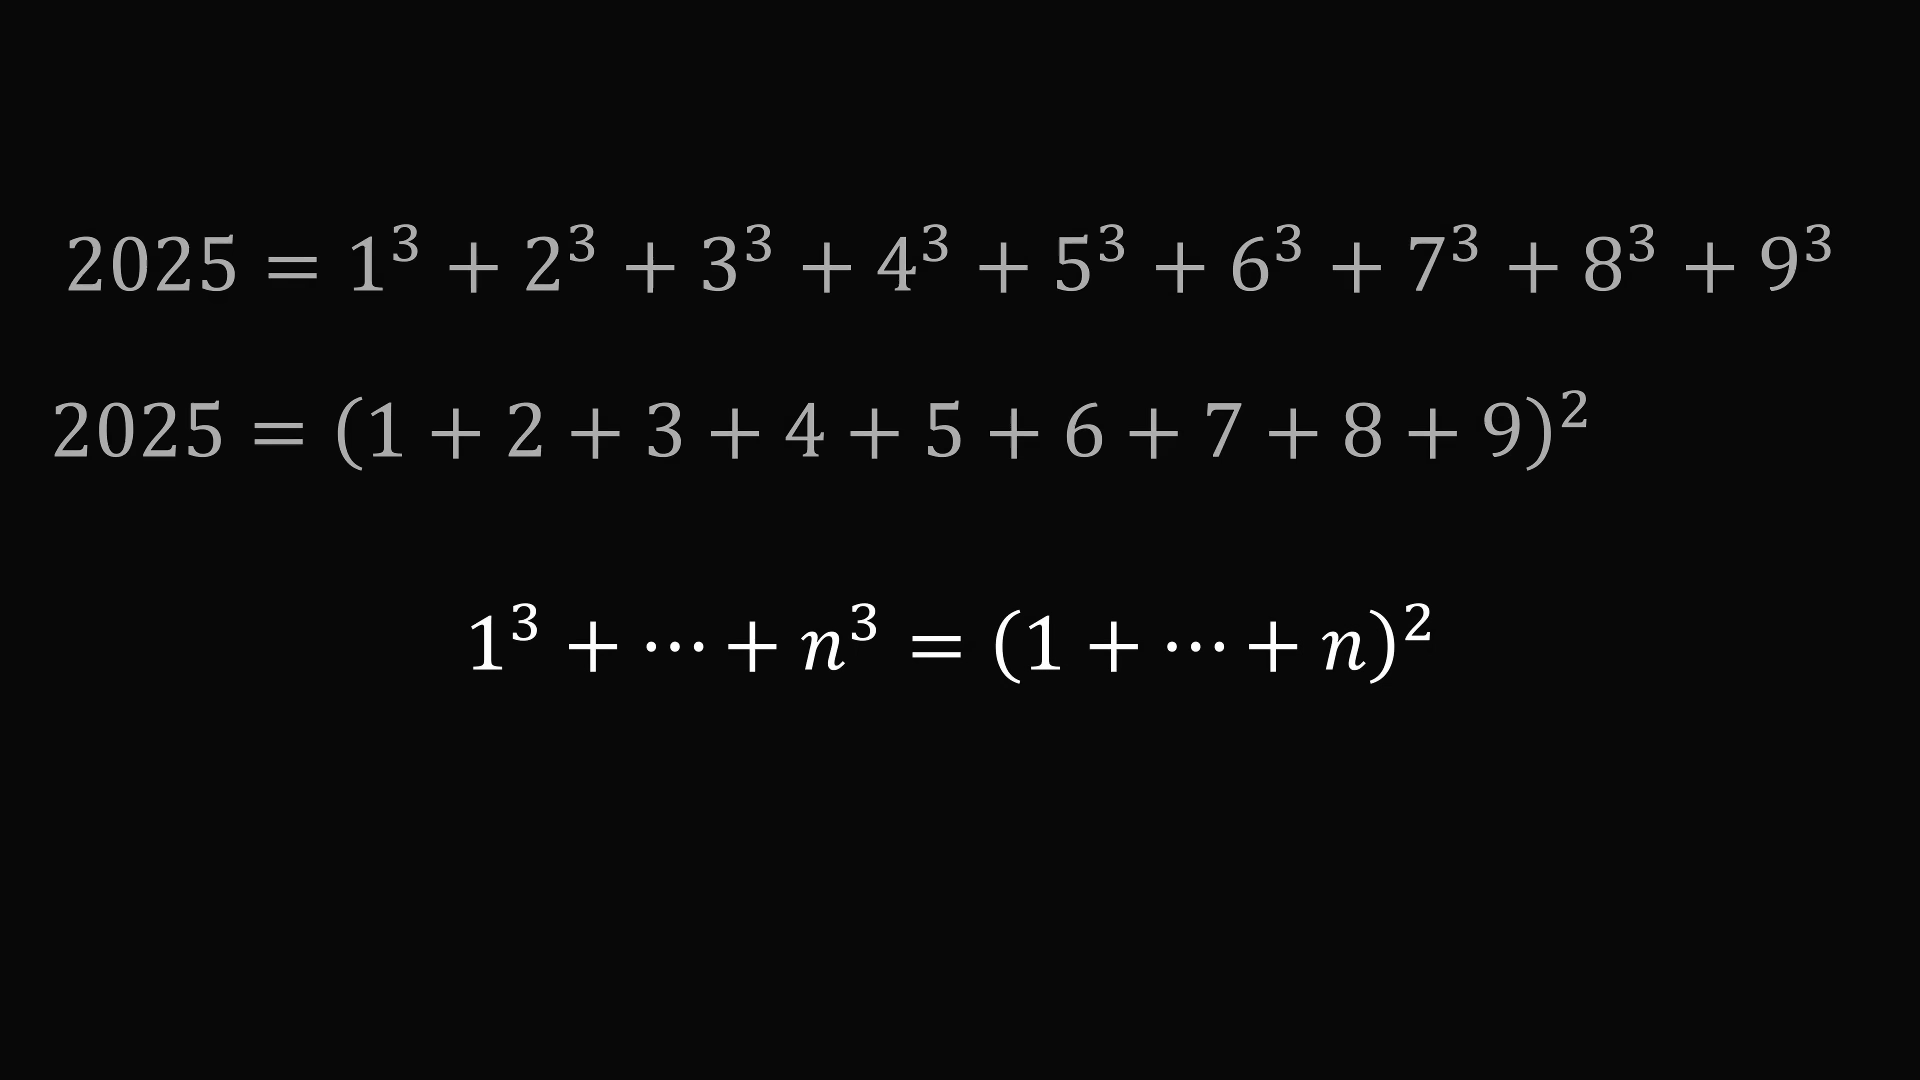 2025 = 1³ + 2³ + 3³ + 4³ + 5³ + 6³ + 7³ + 8³ + 9³
2025 = (1 + 2 + 3 + 4 + 5 + 6 + 7 + 8 + 9)²
1³ + ⋯ + n³ = (1 + ⋯ + n)²